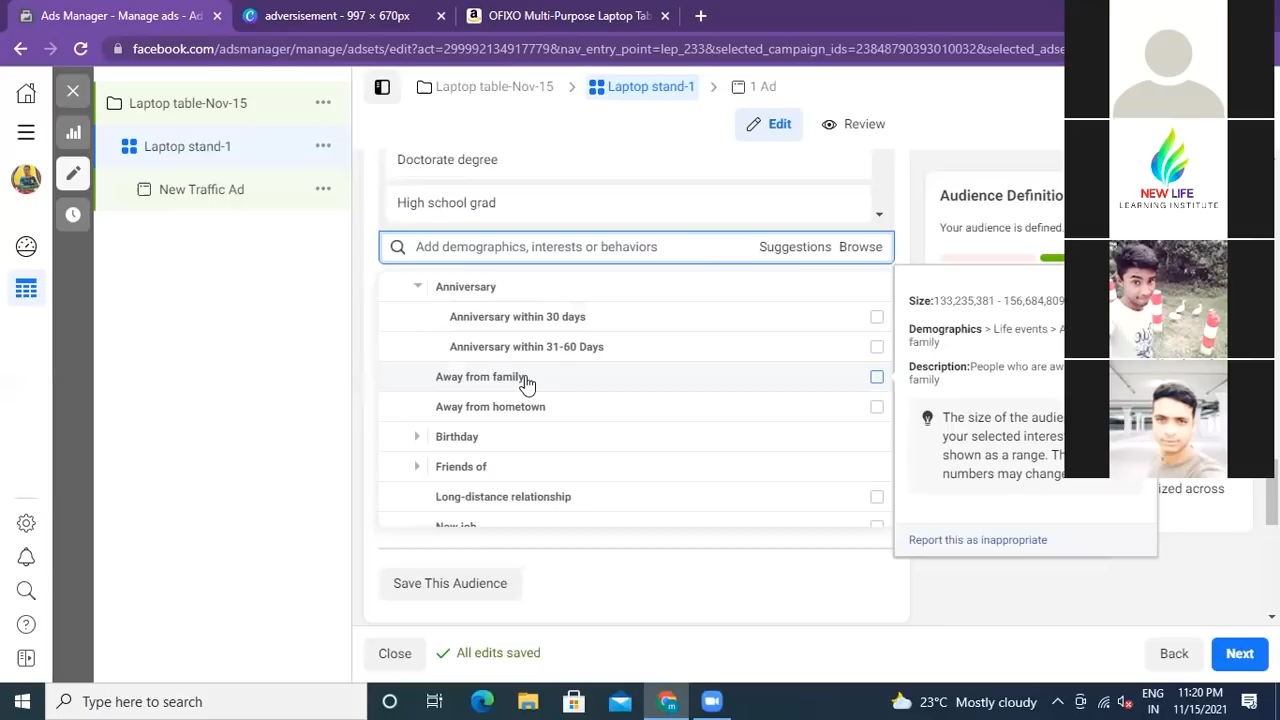 Ads Manager - Manage ads - Ad
adversisement - 997 × 670px
OFIXO Multi-Purpose Laptop Tabl
facebook.com/adsmanager/manage/adsets/edit?act=299992134917779&nav_entry_point=lep_233&selected_campaign_ids=23848790393010032&selected_adse
Laptop table-Nov-15
Laptop stand-1
New Traffic Ad
Laptop table-Nov-15
Laptop stand-1
1 Ad
Edit
Review
Doctorate degree
High school grad
Add demographics, interests or behaviors
Suggestions
Browse
Anniversary
Anniversary within 30 days
Anniversary within 31-60 Days
Away from family
Away from hometown
Birthday
Friends of
Long-distance relationship
New job
Save This Audience
Audience Definitio
Your audience is defined.
Size:133,235,381 - 156,684,809
Demographics > Life events > A
family
Description:People who are aw
family
The size of the audie
your selected interes
shown as a range. Th
numbers may change
ized across
Report this as inappropriate
NEW LIFE
LEARNING INSTITUTE
Close
All edits saved
Back
Next
Type here to search
23°C Mostly cloudy
ENG
IN
11:20 PM
11/15/2021